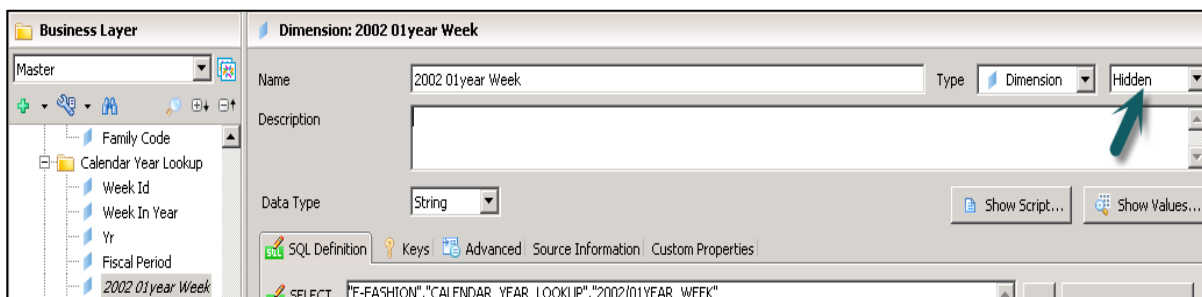 Business Layer
Dimension: 2002 01year Week
Master
Name
2002 01year Week
Type
Dimension
Hidden
Description
Family Code
Calendar Year Lookup
Week Id
Week In Year
Yr
Fiscal Period
2002 01year Week
Data Type
String
Show Script...
Show Values...
SQL Definition
Keys
Advanced
Source Information
Custom Properties
SELECT
"E-FASHION"."CALENDAR_YEAR_LOOKUP"."2002/01YEAR_WEEK"